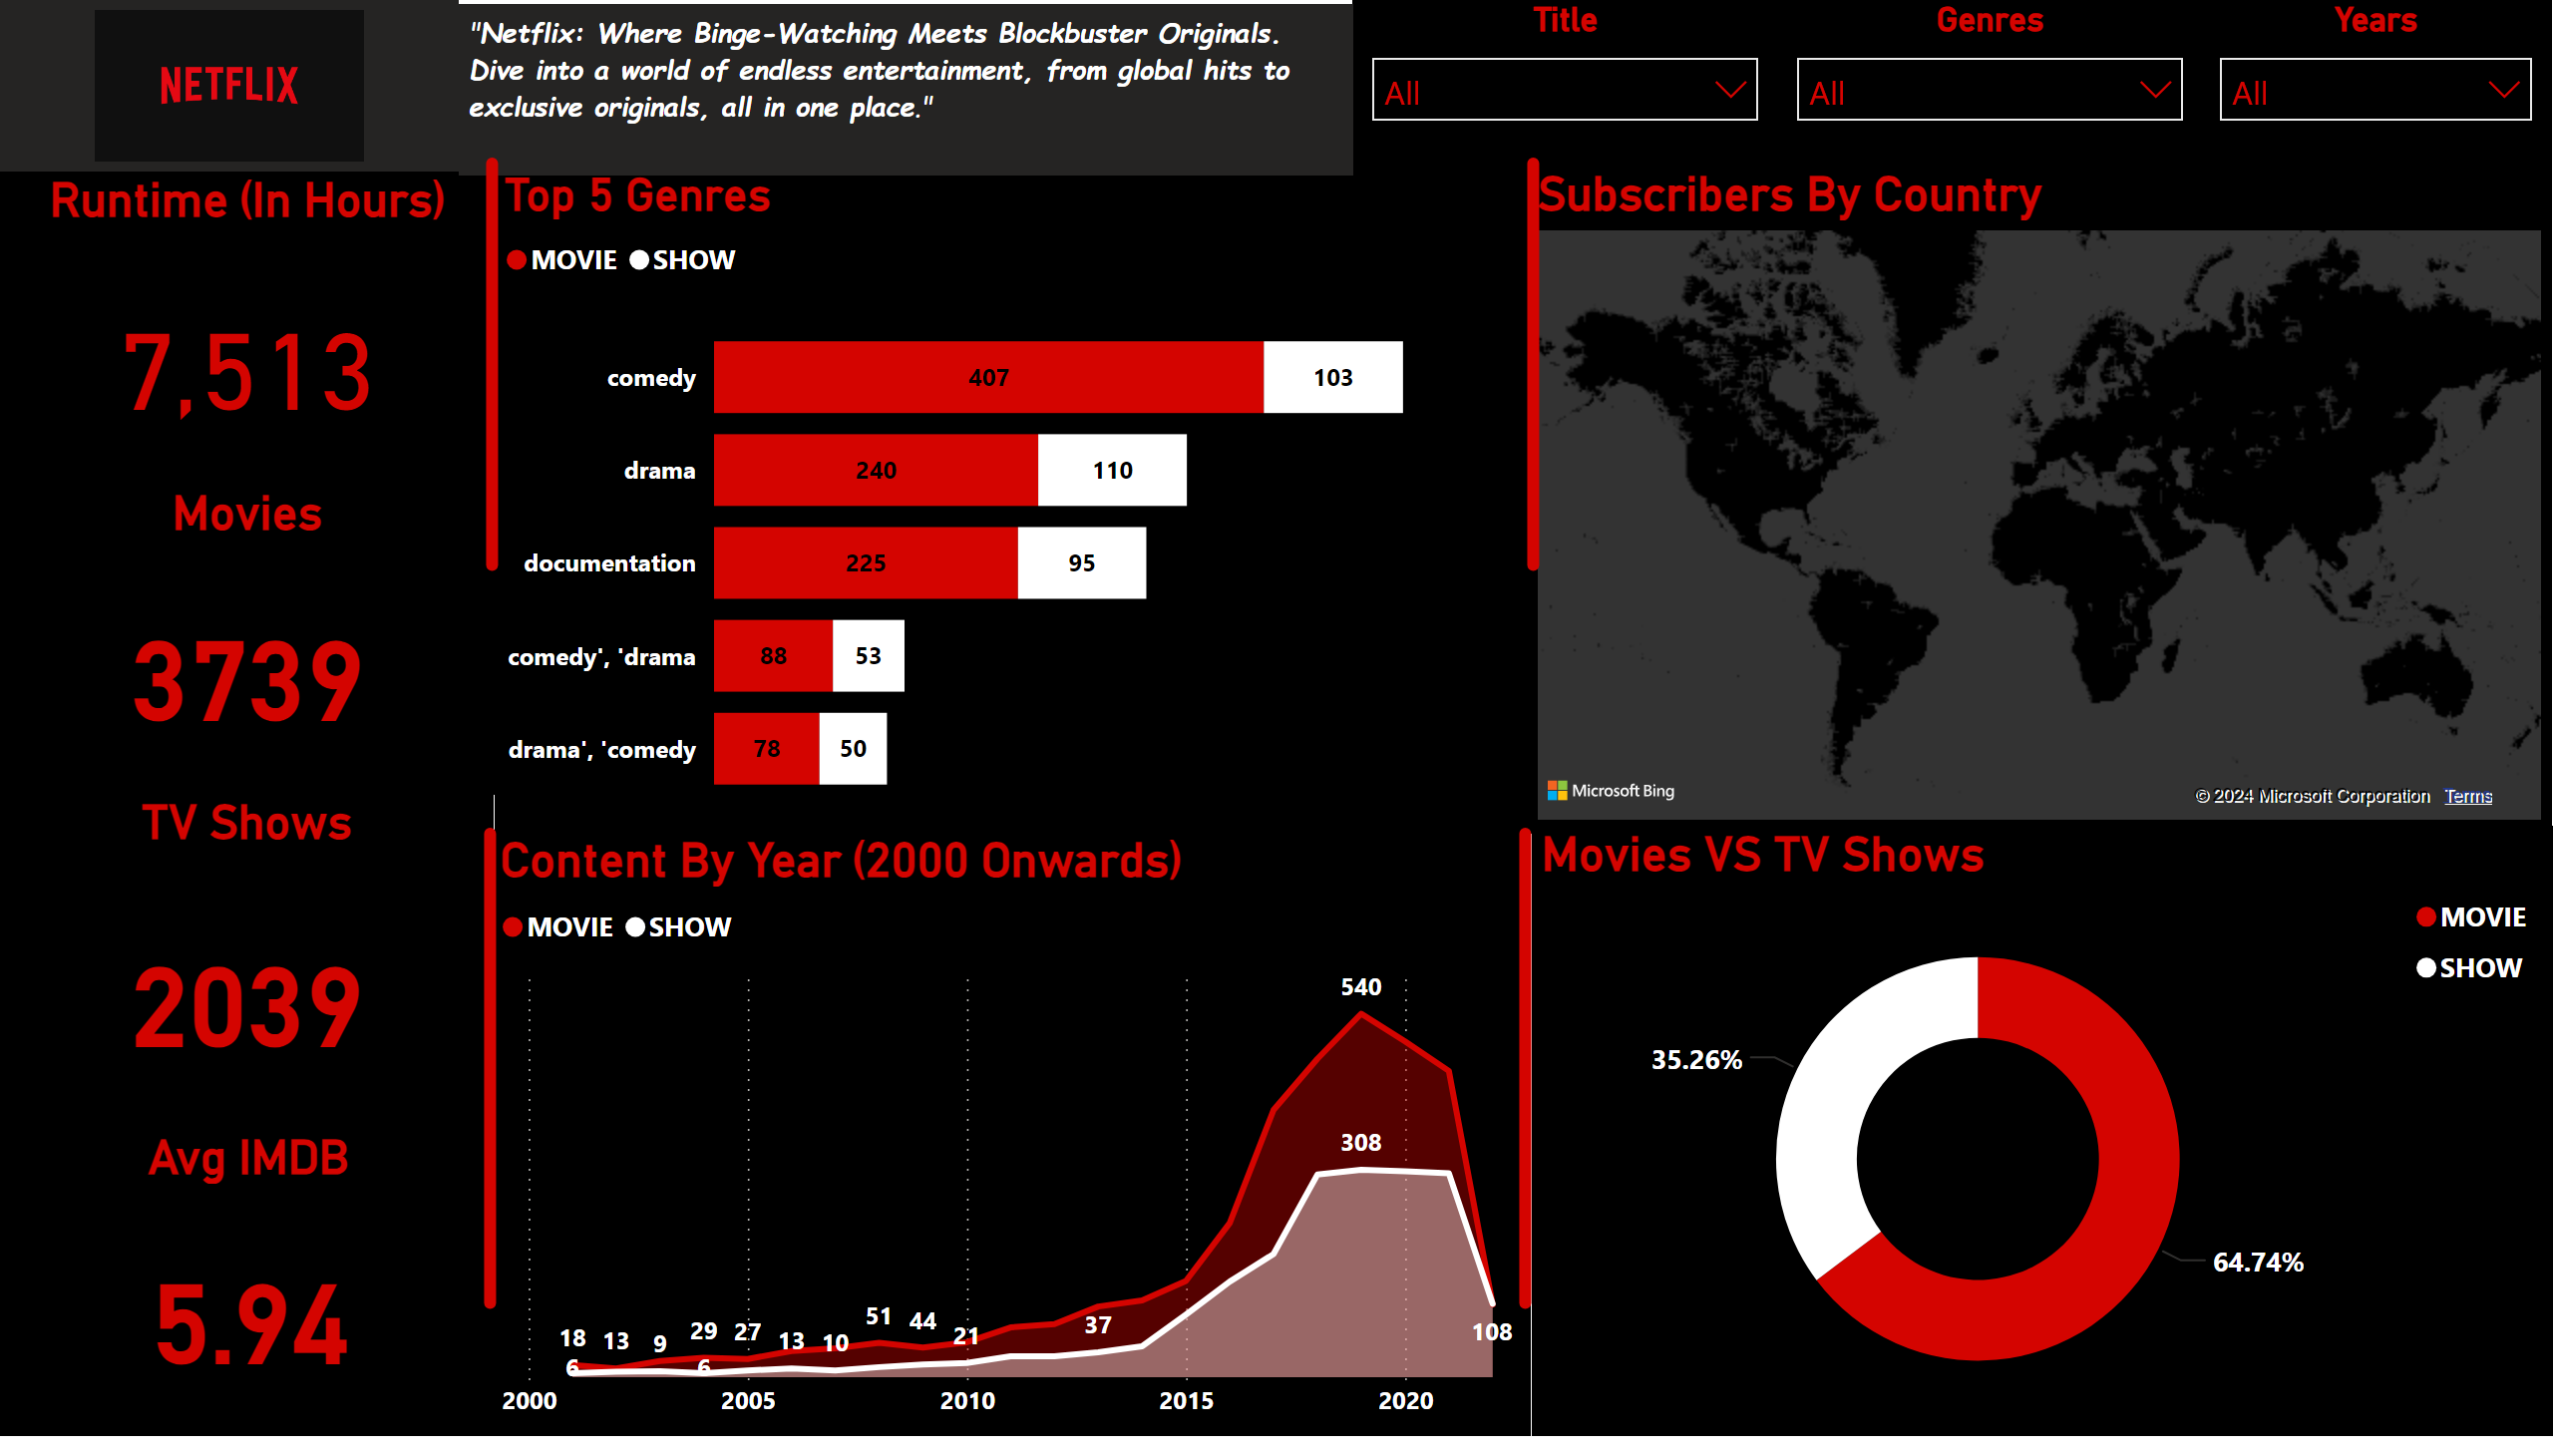 NETFLIX
"Netflix: Where Binge-Watching Meets Blockbuster Originals.
Dive into a world of endless entertainment, from global hits to
exclusive originals, all in one place."
Title
Genres
Years
All
All
All
Runtime (In Hours)
7,513
Movies
3739
TV Shows
2039
Avg IMDB
5.94
Top 5 Genres
MOVIE SHOW
comedy 407 103
drama 240 110
documentation 225 95
comedy', 'drama 88 53
drama', 'comedy 78 50
Subscribers By Country
Microsoft Bing
© 2024 Microsoft Corporation Terms
Content By Year (2000 Onwards)
MOVIE SHOW
540
308
18 13 9 29 27 13 10 51 44 21 37 108
6 6
2000 2005 2010 2015 2020
Movies VS TV Shows
MOVIE
SHOW
35.26%
64.74%